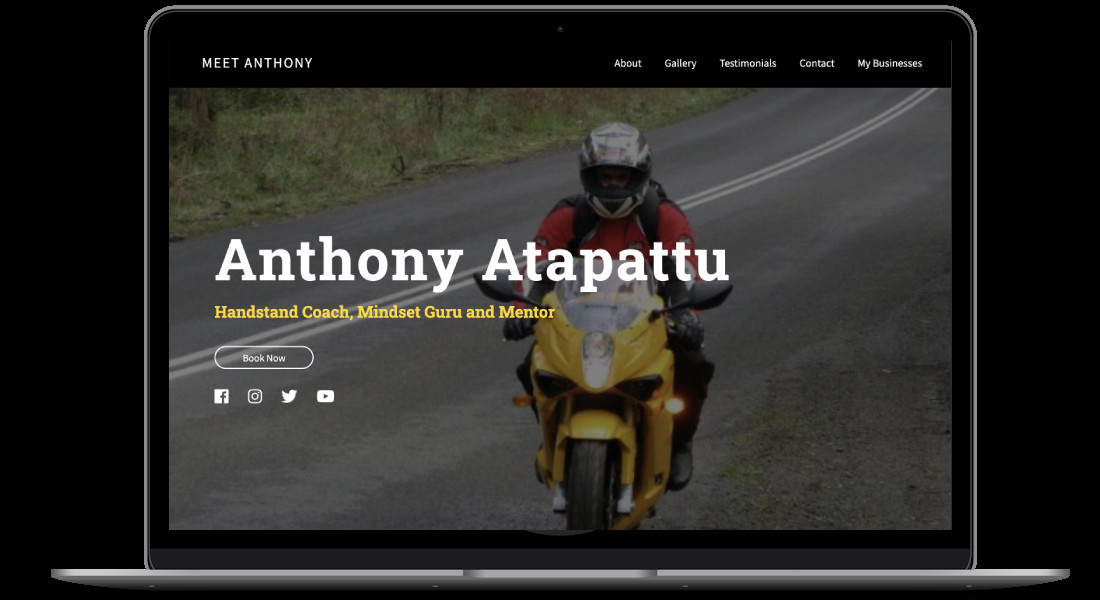 MEET ANTHONY
About Gallery Testimonials Contact My Businesses
Anthony Atapattu
Handstand Coach, Mindset Guru and Mentor
Book Now